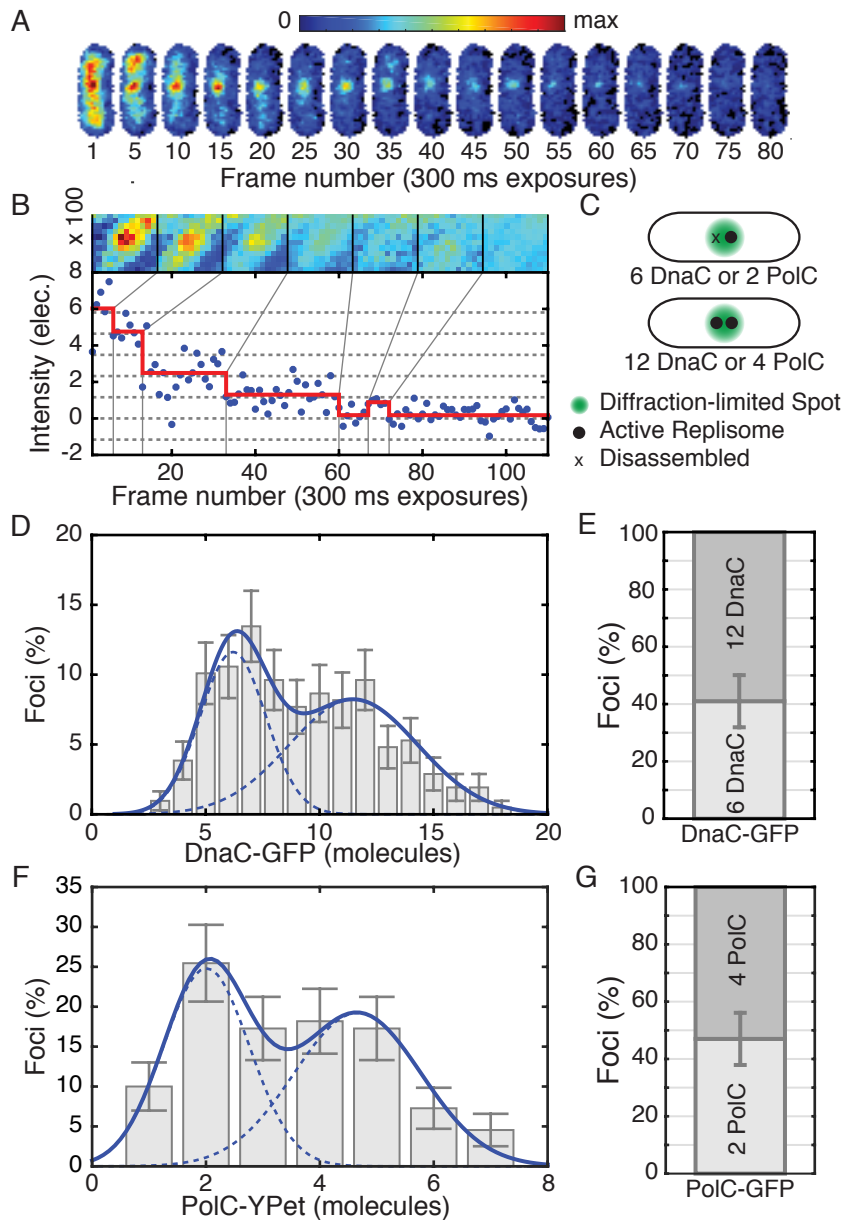 A
0
max
1 5 10 15 20 25 30 35 40 45 50 55 60 65 70 75 80
Frame number (300 ms exposures)
B
x 100
8
6
4
2
0
-2
Intensity (elec.)
20 40 60 80 100
Frame number (300 ms exposures)
C
x
6 DnaC or 2 PolC
12 DnaC or 4 PolC
Diffraction-limited Spot
Active Replisome
x Disassembled
D
20
15
10
5
0
Foci (%)
0 5 10 15 20
DnaC-GFP (molecules)
E
100
80
60
40
20
0
Foci (%)
12 DnaC
6 DnaC
DnaC-GFP
F
35
30
25
20
15
10
5
0
Foci (%)
0 2 4 6 8
PolC-YPet (molecules)
G
100
80
60
40
20
0
Foci (%)
4 PolC
2 PolC
PolC-GFP